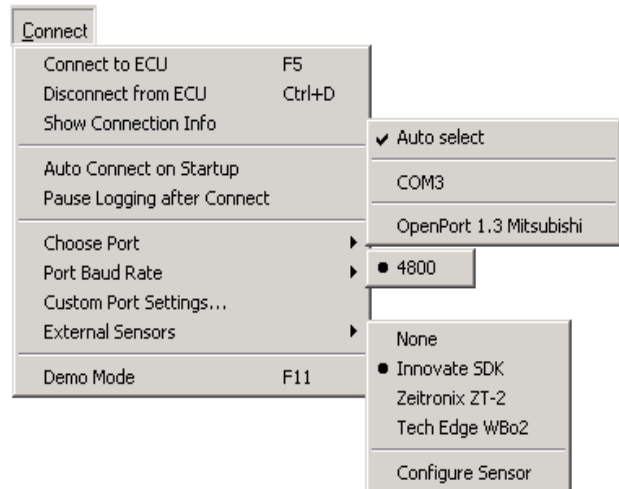 Connect
Connect to ECU F5
Disconnect from ECU Ctrl+D
Show Connection Info
Auto Connect on Startup
Pause Logging after Connect
Choose Port
Port Baud Rate
Custom Port Settings...
External Sensors
Demo Mode F11
Auto select
COM3
OpenPort 1.3 Mitsubishi
4800
None
Innovate SDK
Zeitronix ZT-2
Tech Edge WBo2
Configure Sensor